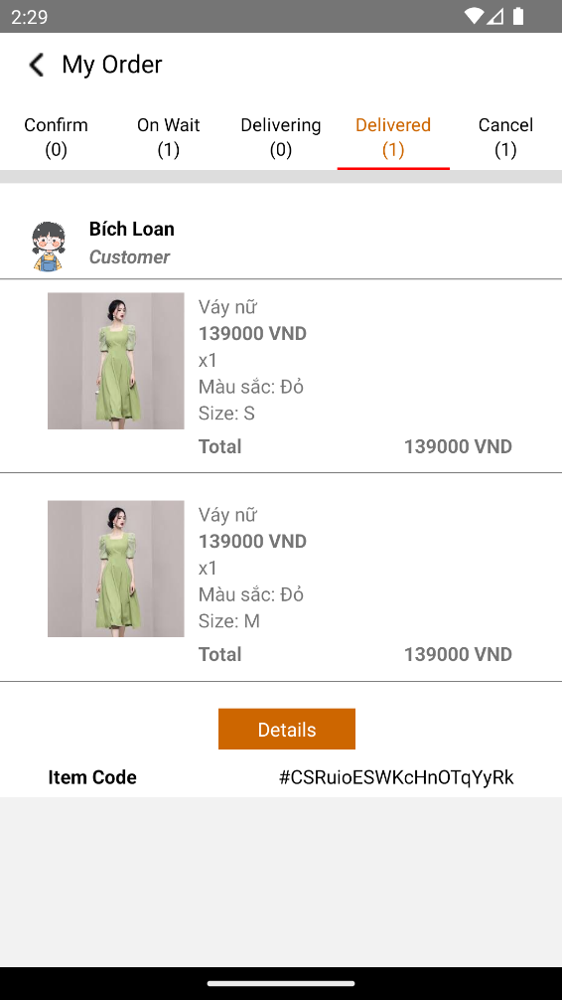 2:29
My Order
Confirm
(0)
On Wait
(1)
Delivering
(0)
Delivered
(1)
Cancel
(1)
Bích Loan
Customer
Váy nữ
139000 VND
x1
Màu sắc: Đỏ
Size: S
Total 139000 VND
Váy nữ
139000 VND
x1
Màu sắc: Đỏ
Size: M
Total 139000 VND
Details
Item Code #CSRuioESWKcHnOTqYyRk